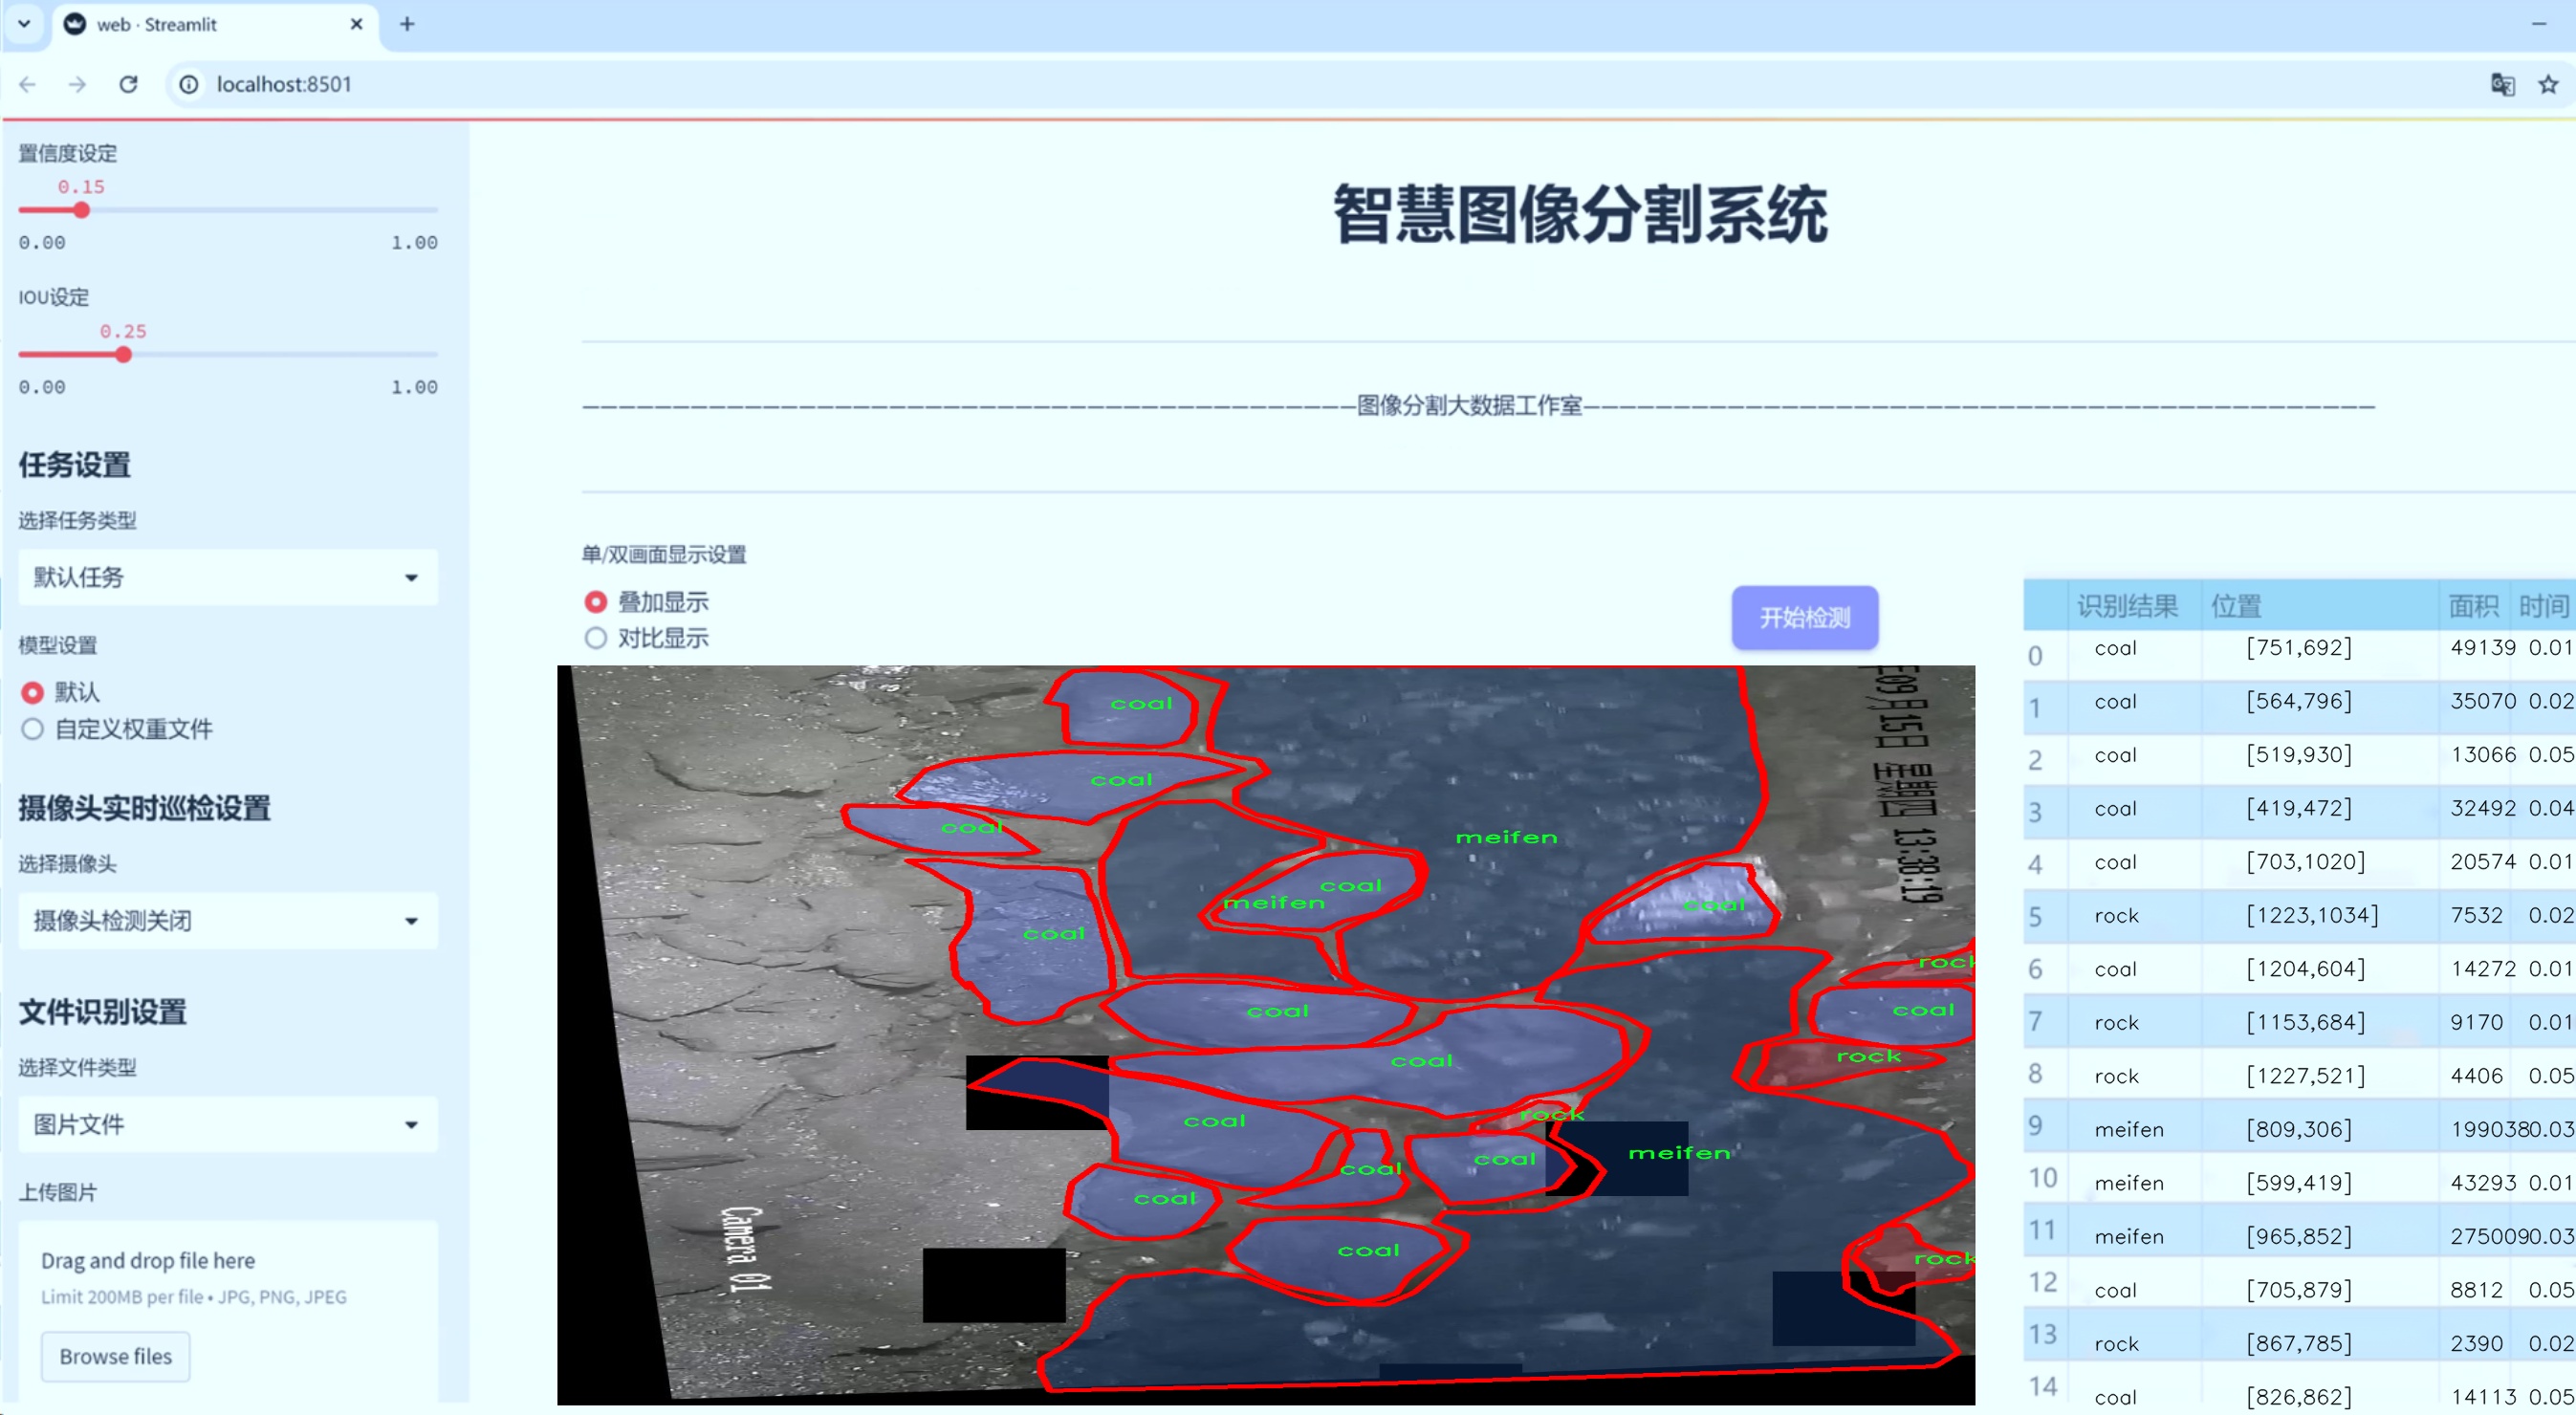 web · Streamlit
localhost:8501
置信度设定
0.15
0.00 1.00
IOU设定
0.25
0.00 1.00
任务设置
选择任务类型
默认任务
模型设置
默认
自定义权重文件
摄像头实时巡检设置
选择摄像头
摄像头检测关闭
文件识别设置
选择文件类型
图片文件
上传图片
Drag and drop file here
Limit 200MB per file • JPG, PNG, JPEG
Browse files
智慧图像分割系统
———————————————————————————————————————————图像分割大数据工作室————————————————————————————————————————————
单/双画面显示设置
叠加显示
对比显示
开始检测
coal
coal
coal
meifen
coal
meifen
coal
coal
rock
coal
coal
rock
coal
rock
coal
meifen
coal
coal
coal
coal
rock
09月15日 星期四 13:38:19
Camera 01
识别结果 位置 面积 时间
0 coal [751,692] 49139 0.01
1 coal [564,796] 35070 0.02
2 coal [519,930] 13066 0.05
3 coal [419,472] 32492 0.04
4 coal [703,1020] 20574 0.01
5 rock [1223,1034] 7532 0.02
6 coal [1204,604] 14272 0.01
7 rock [1153,684] 9170 0.01
8 rock [1227,521] 4406 0.05
9 meifen [809,306] 1990380.03
10 meifen [599,419] 43293 0.01
11 meifen [965,852] 2750090.03
12 coal [705,879] 8812 0.05
13 rock [867,785] 2390 0.02
14 coal [826,862] 14113 0.05